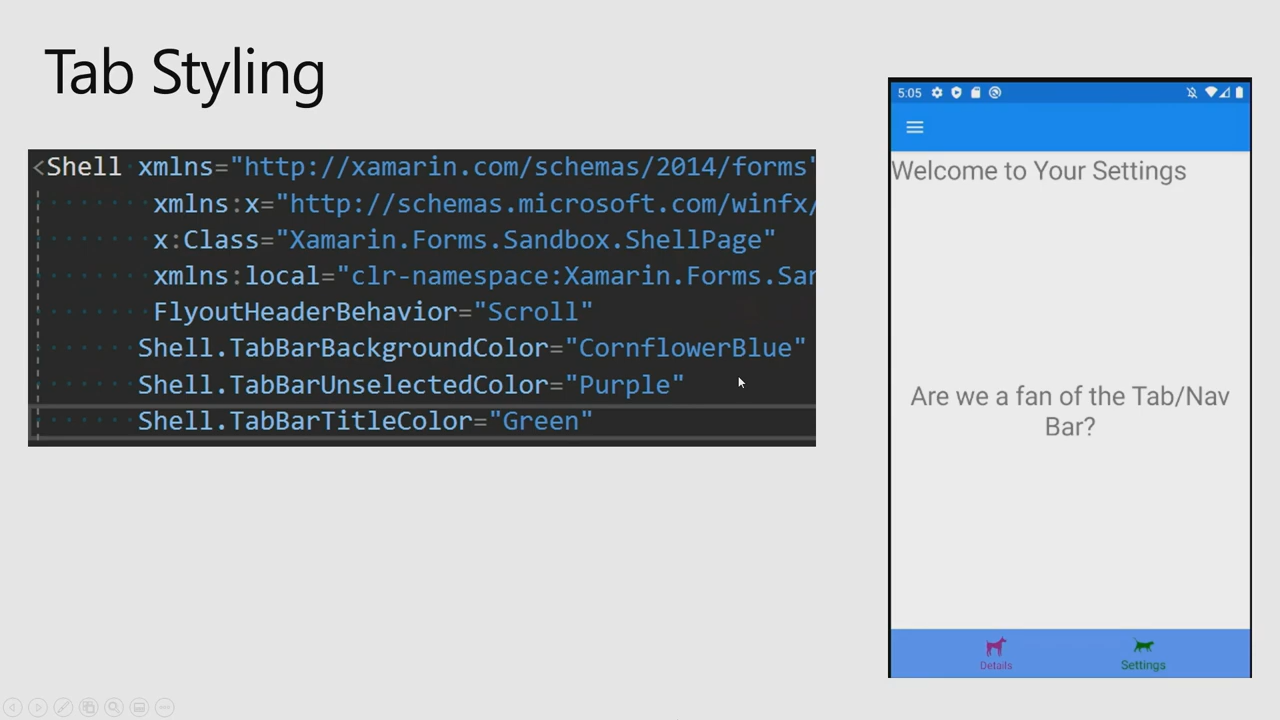 Tab Styling
<Shell xmlns="http://xamarin.com/schemas/2014/forms"
xmlns:x="http://schemas.microsoft.com/winfx/
x:Class="Xamarin.Forms.Sandbox.ShellPage"
xmlns:local="clr-namespace:Xamarin.Forms.San
FlyoutHeaderBehavior="Scroll"
Shell.TabBarBackgroundColor="CornflowerBlue"
Shell.TabBarUnselectedColor="Purple"
Shell.TabBarTitleColor="Green"
5:05
Welcome to Your Settings
Are we a fan of the Tab/Nav
Bar?
Details
Settings